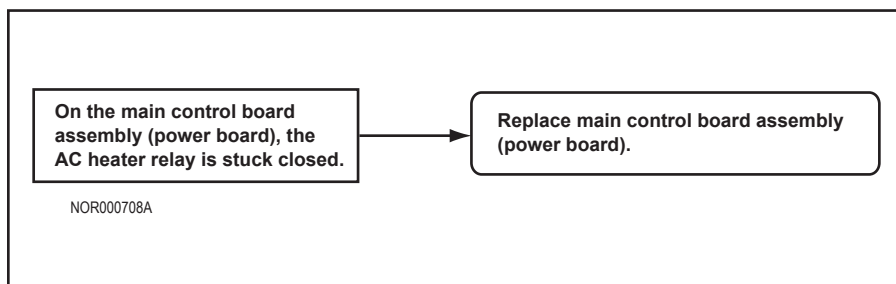 On the main control board
assembly (power board), the
AC heater relay is stuck closed.
Replace main control board assembly
(power board).
NOR000708A